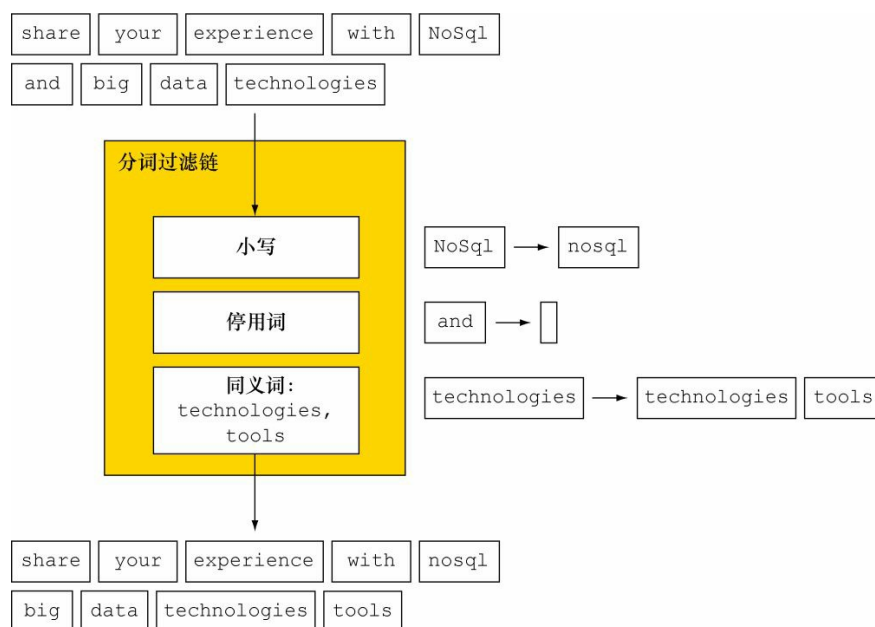 share your experience with NoSql
and big data technologies
分词过滤链
小写
NoSql nosql
停用词
and
同义词：
technologies,
tools
technologies technologies tools
share your experience with nosql
big data technologies tools